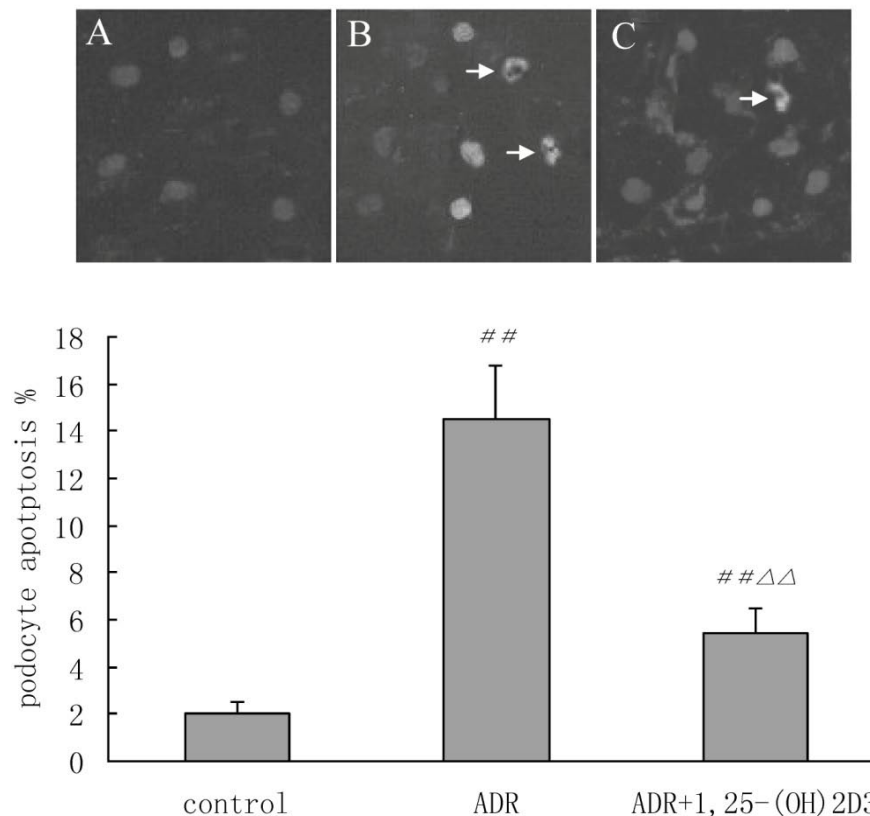 A
B
C
18
16
14
12
10
8
6
4
2
0
podocyte apotptosis %
##
##△△
control
ADR
ADR+1,25-(OH)2D3